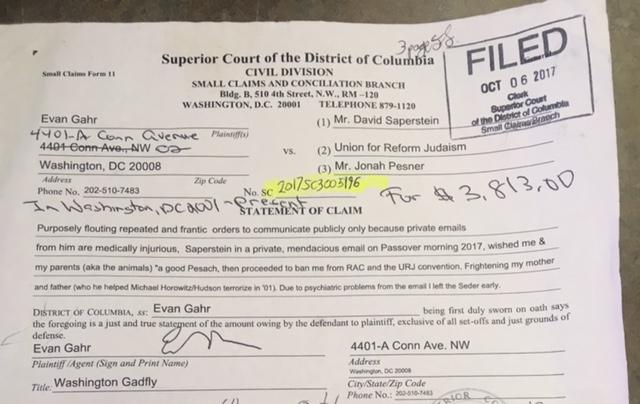 3 pages
Superior Court of the District of Columbia
CIVIL DIVISION
Small Claims Form 11
SMALL CLAIMS AND CONCILIATION BRANCH
Bldg. B, 510 4th Street, N.W., RM –120
WASHINGTON, D.C. 20001 TELEPHONE 879-1120
FILED
OCT 06 2017
Clerk
Superior Court
of the District of Columbia
Small Claims Branch
Evan Gahr
(1) Mr. David Saperstein
4401-A Conn Avenue Plaintiff(s)
4401 Conn Ave., NW
vs. (2) Union for Reform Judaism
Washington, DC 20008
(3) Mr. Jonah Pesner
Address Zip Code
Phone No. 202-510-7483
No. SC 2017SC3005196
For $ 3,813,00
In Washington, DC 2001 - Present
STATEMENT OF CLAIM
Purposely flouting repeated and frantic orders to communicate publicly only because private emails
from him are medically injurious, Saperstein in a private, mendacious email on Passover morning 2017, wished me &
my parents (aka the animals) "a good Pesach, then proceeded to ban me from RAC and the URJ convention. Frightening my mother
and father (who he helped Michael Horowitz/Hudson terrorize in '01). Due to psychiatric problems from the email I left the Seder early.
DISTRICT OF COLUMBIA, ss: Evan Gahr being first duly sworn on oath says
the foregoing is a just and true statement of the amount owing by the defendant to plaintiff, exclusive of all set-offs and just grounds of
defense.
Evan Gahr
4401-A Conn Ave. NW
Plaintiff/Agent (Sign and Print Name)
Address
Washington, DC 20008
Title: Washington Gadfly
City/State/Zip Code
Phone No.: 202-510-7483